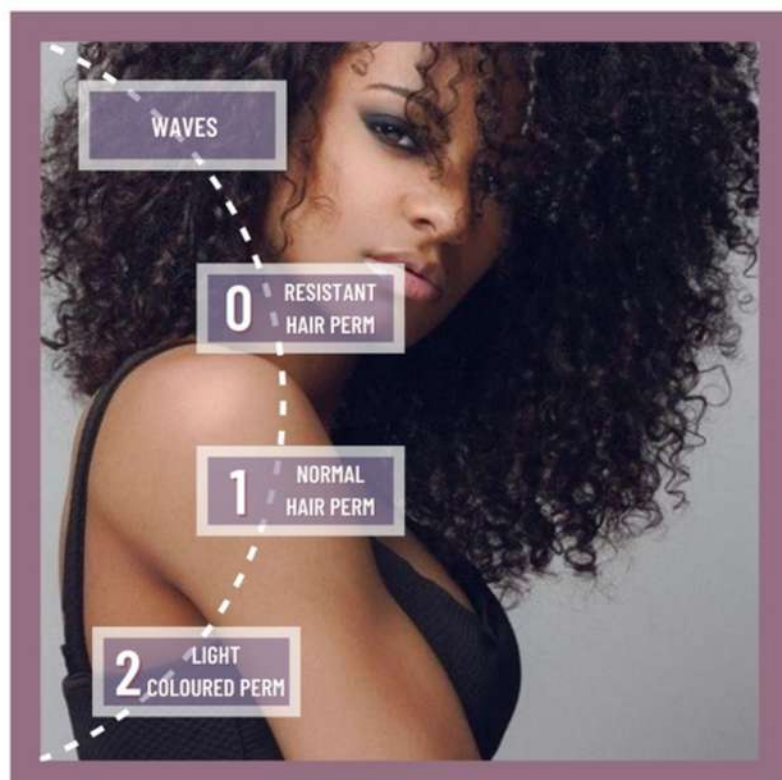 WAVES
0
RESISTANT
HAIR PERM
1
NORMAL
HAIR PERM
2
LIGHT
COLOURED PERM